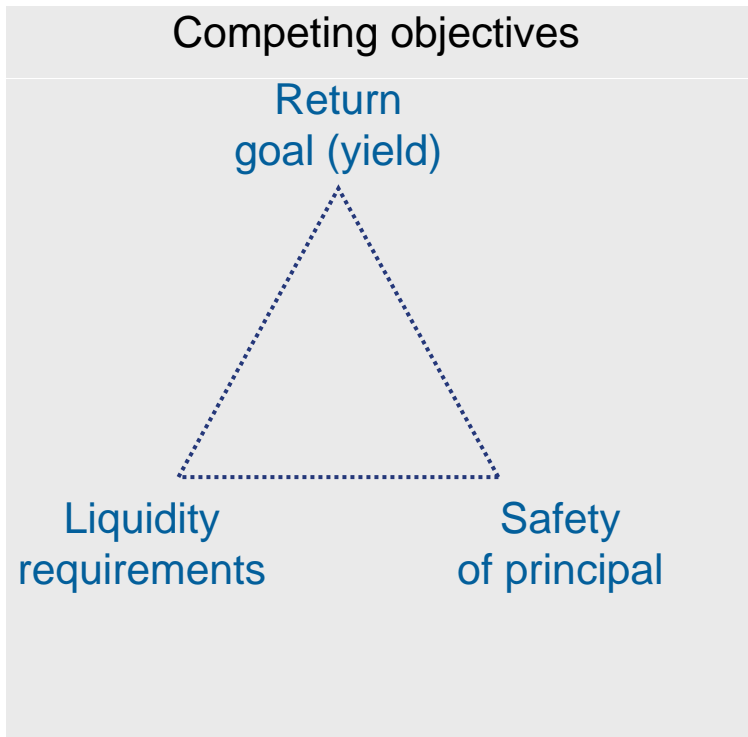 Competing objectives
Return
goal (yield)
Liquidity
requirements
Safety
of principal